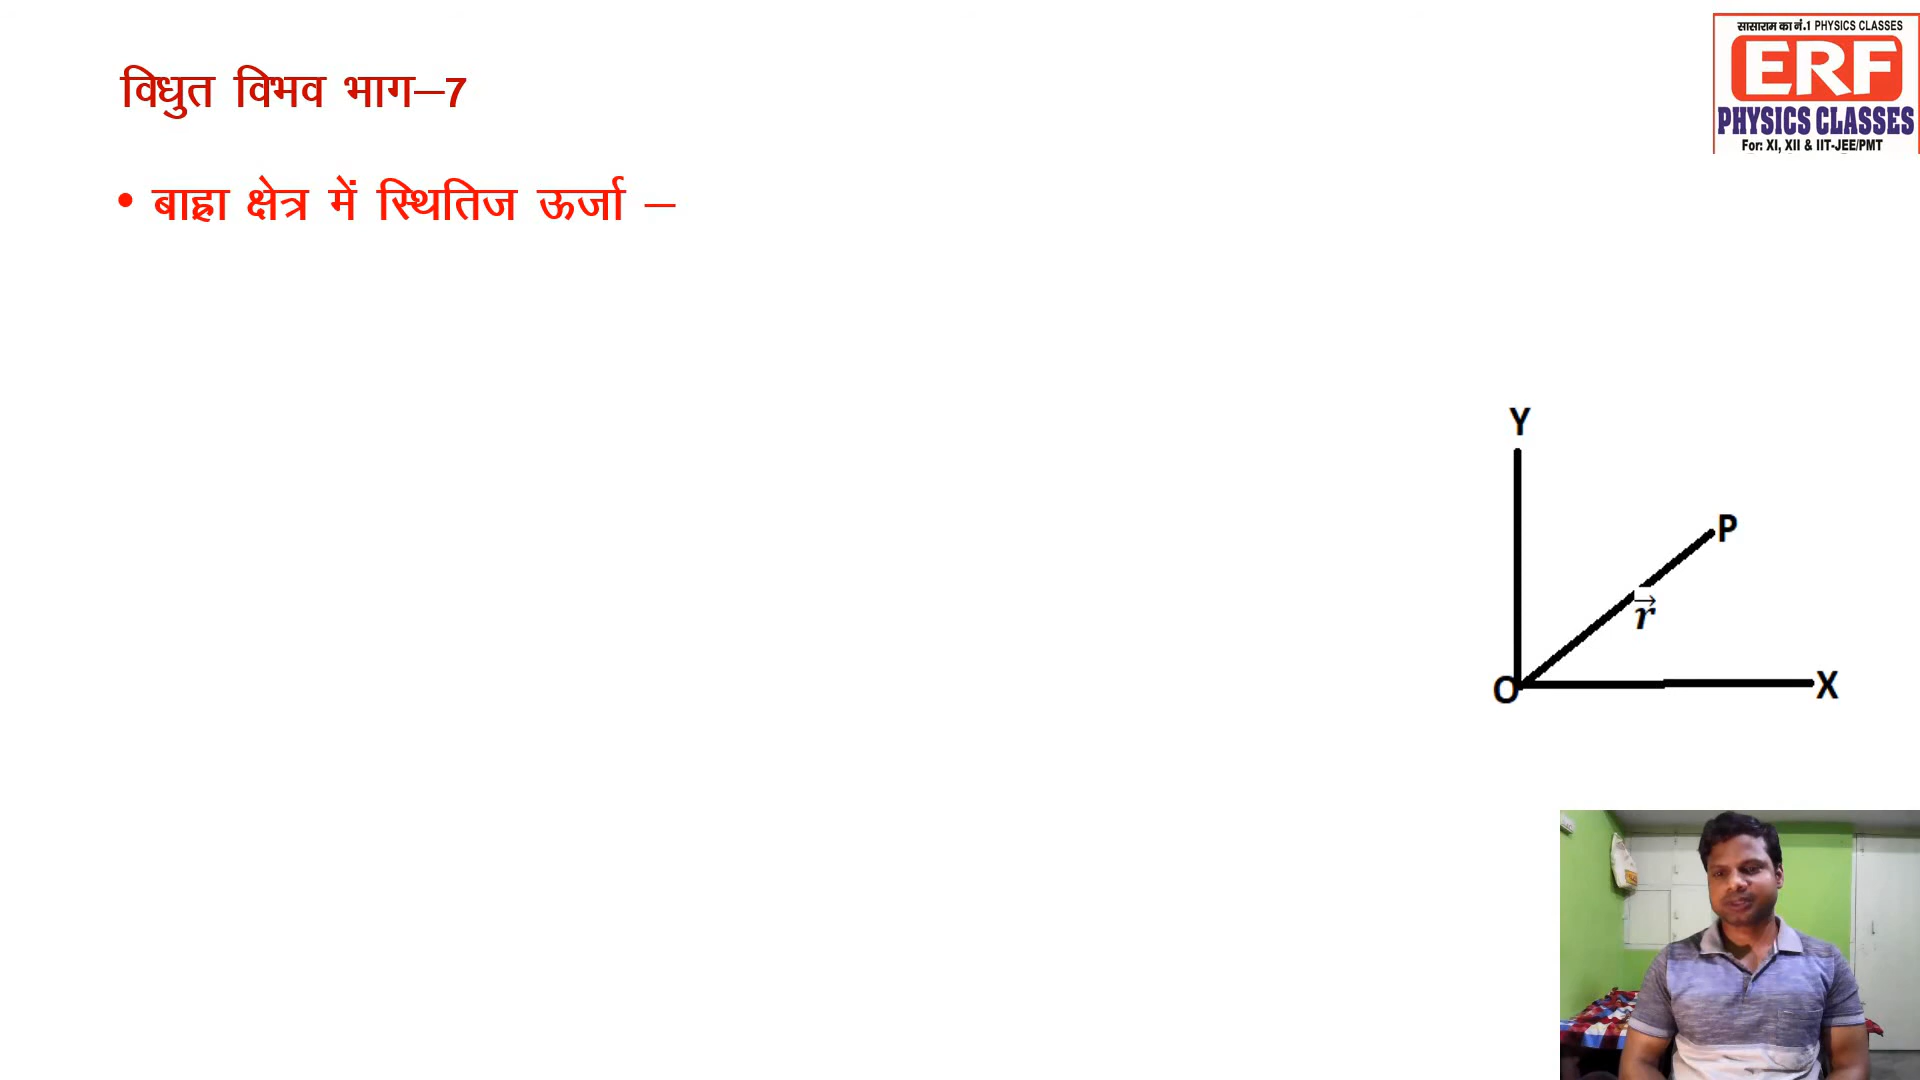 सासाराम का नं.1 PHYSICS CLASSES
ERF
PHYSICS CLASSES
For: XI, XII & IIT-JEE/PMT
विधुत विभव भाग–7
• बाह्रा क्षेत्र में स्थितिज ऊर्जा –
Y
P
r⃗
O
X